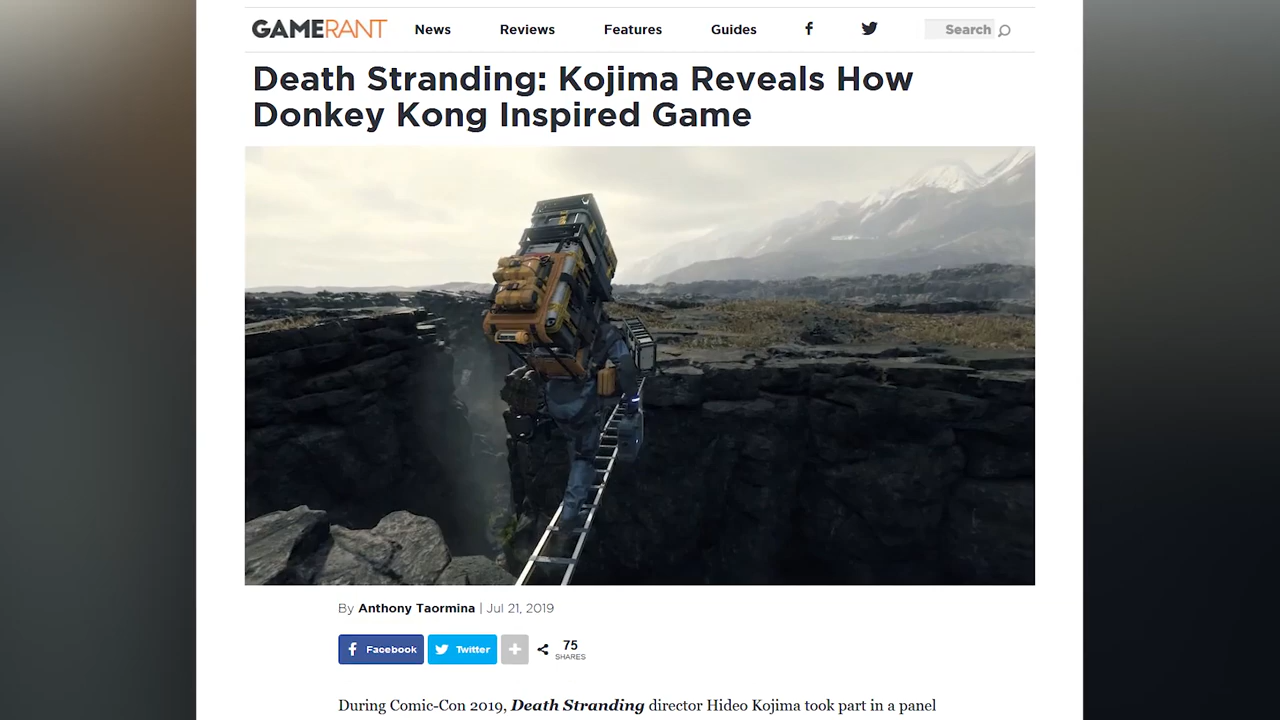 GAMERANT News Reviews Features Guides Search
Death Stranding: Kojima Reveals How
Donkey Kong Inspired Game
By Anthony Taormina | Jul 21, 2019
Facebook Twitter 75
SHARES
During Comic-Con 2019, Death Stranding director Hideo Kojima took part in a panel